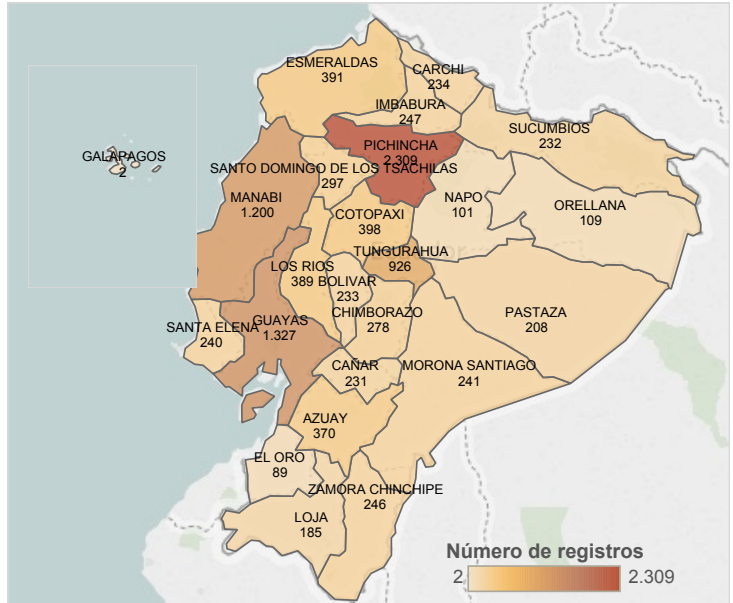 ESMERALDAS
391
CARCHI
234
IMBABURA
247
SUCUMBIOS
232
PICHINCHA
2.309
GALAPAGOS
2
SANTO DOMINGO DE LOS TSACHILAS
297
MANABI
1.200
NAPO
101
ORELLANA
109
COTOPAXI
398
TUNGURAHUA
926
LOS RIOS
389
BOLIVAR
233
CHIMBORAZO
278
PASTAZA
208
SANTA ELENA
240
GUAYAS
1.327
CAÑAR
231
MORONA SANTIAGO
241
AZUAY
370
EL ORO
89
ZAMORA CHINCHIPE
246
LOJA
185
Número de registros
2
2.309